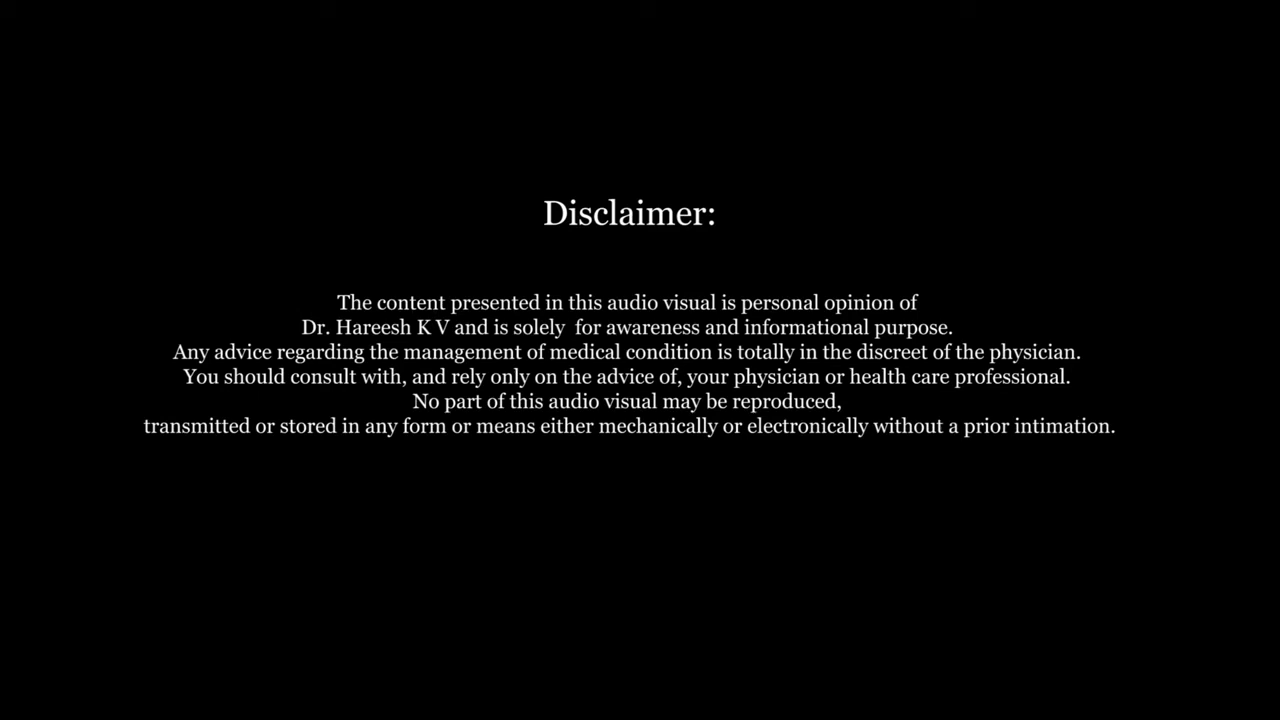 Disclaimer:
The content presented in this audio visual is personal opinion of
Dr. Hareesh K V and is solely for awareness and informational purpose.
Any advice regarding the management of medical condition is totally in the discreet of the physician.
You should consult with, and rely only on the advice of, your physician or health care professional.
No part of this audio visual may be reproduced,
transmitted or stored in any form or means either mechanically or electronically without a prior intimation.